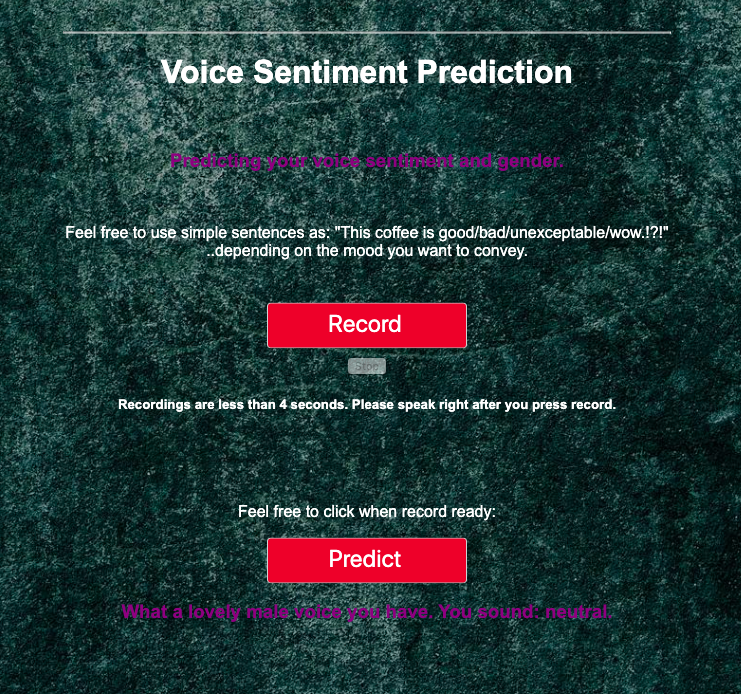 Voice Sentiment Prediction
Predicting your voice sentiment and gender.
Feel free to use simple sentences as: "This coffee is good/bad/unexceptable/wow.!?!"
..depending on the mood you want to convey.
Record
Stop
Recordings are less than 4 seconds. Please speak right after you press record.
Feel free to click when record ready:
Predict
What a lovely male voice you have. You sound: neutral.